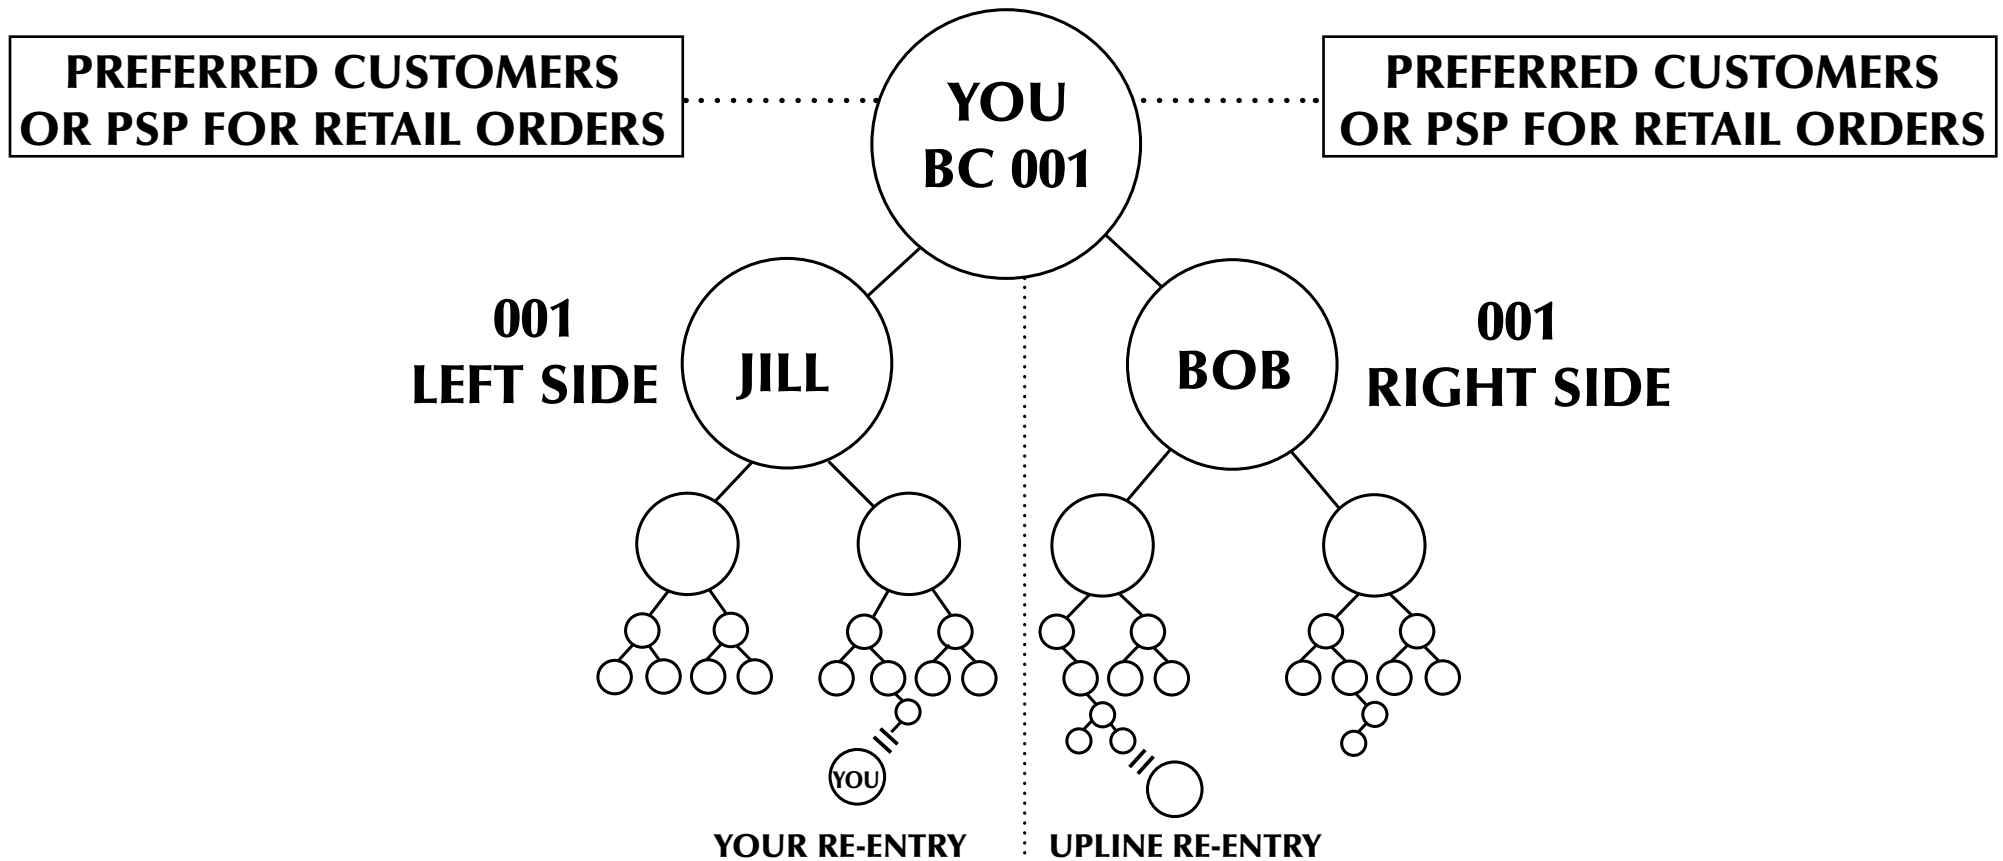 PREFERRED CUSTOMERS
OR PSP FOR RETAIL ORDERS
YOU
BC 001
PREFERRED CUSTOMERS
OR PSP FOR RETAIL ORDERS
001
LEFT SIDE
JILL
BOB
001
RIGHT SIDE
YOU
YOUR RE-ENTRY
UPLINE RE-ENTRY